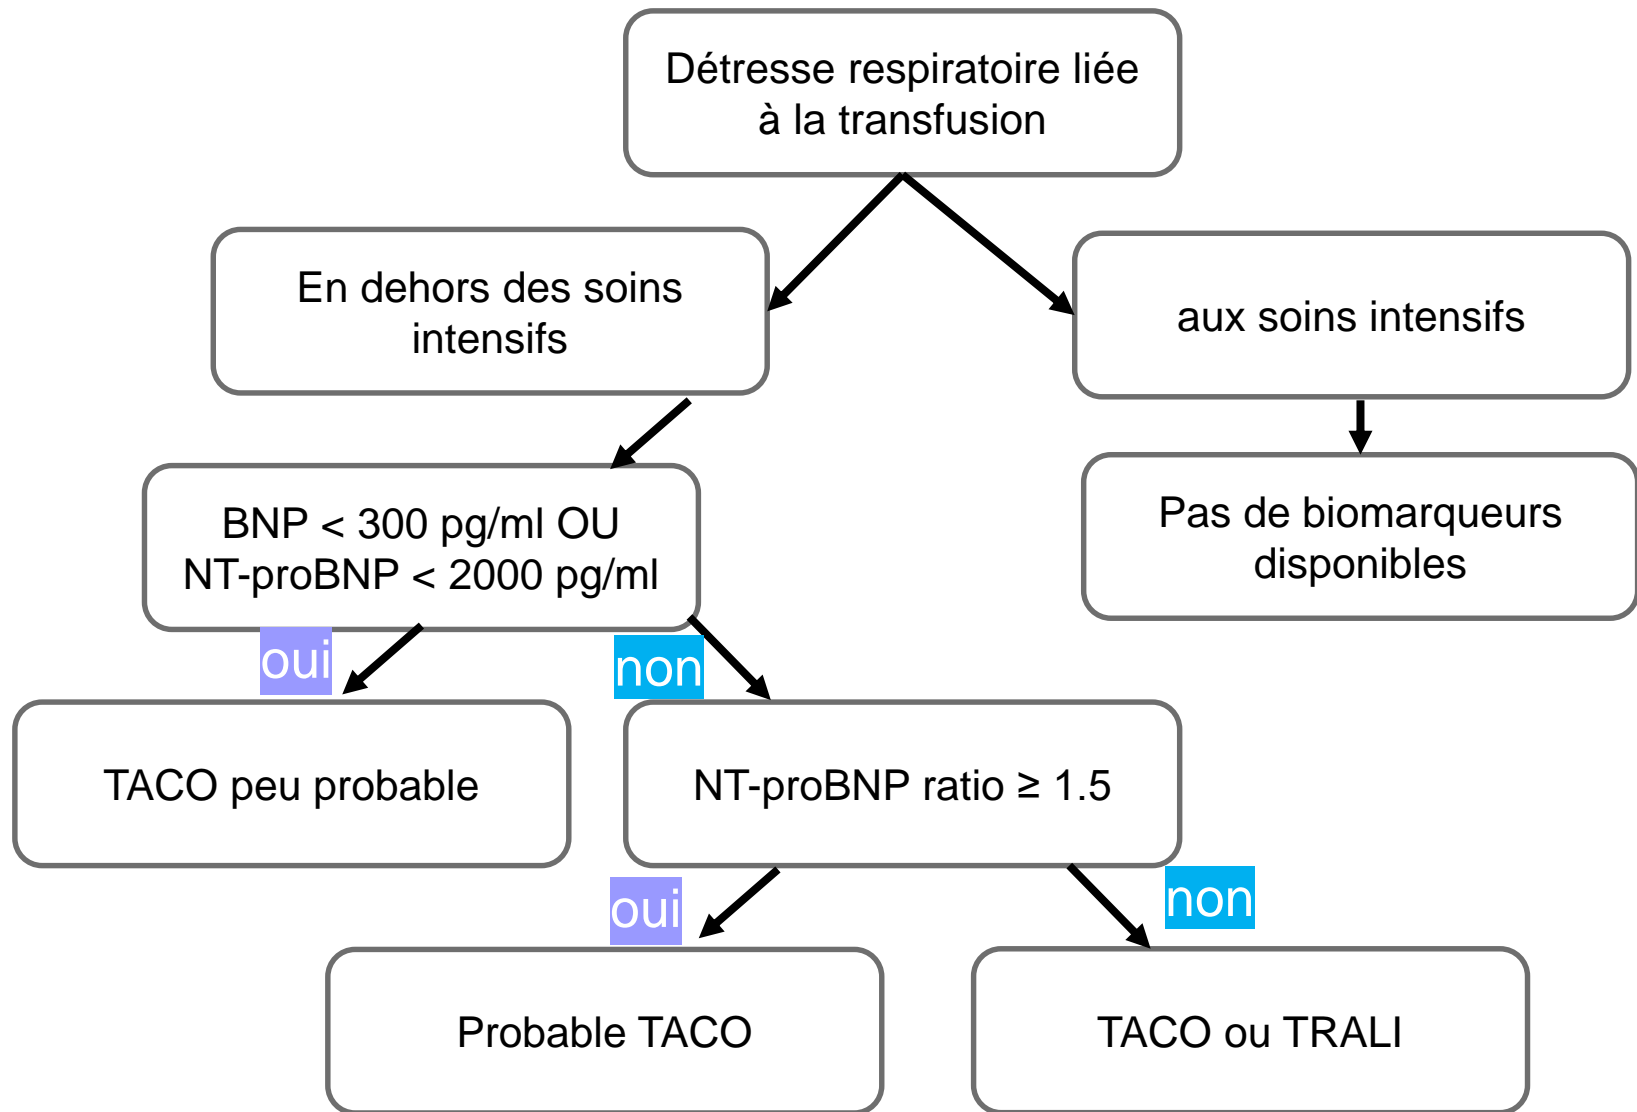 Détresse respiratoire liée
à la transfusion
En dehors des soins
intensifs
aux soins intensifs
BNP < 300 pg/ml OU
NT-proBNP < 2000 pg/ml
Pas de biomarqueurs
disponibles
oui
non
TACO peu probable
NT-proBNP ratio ≥ 1.5
oui
non
Probable TACO
TACO ou TRALI